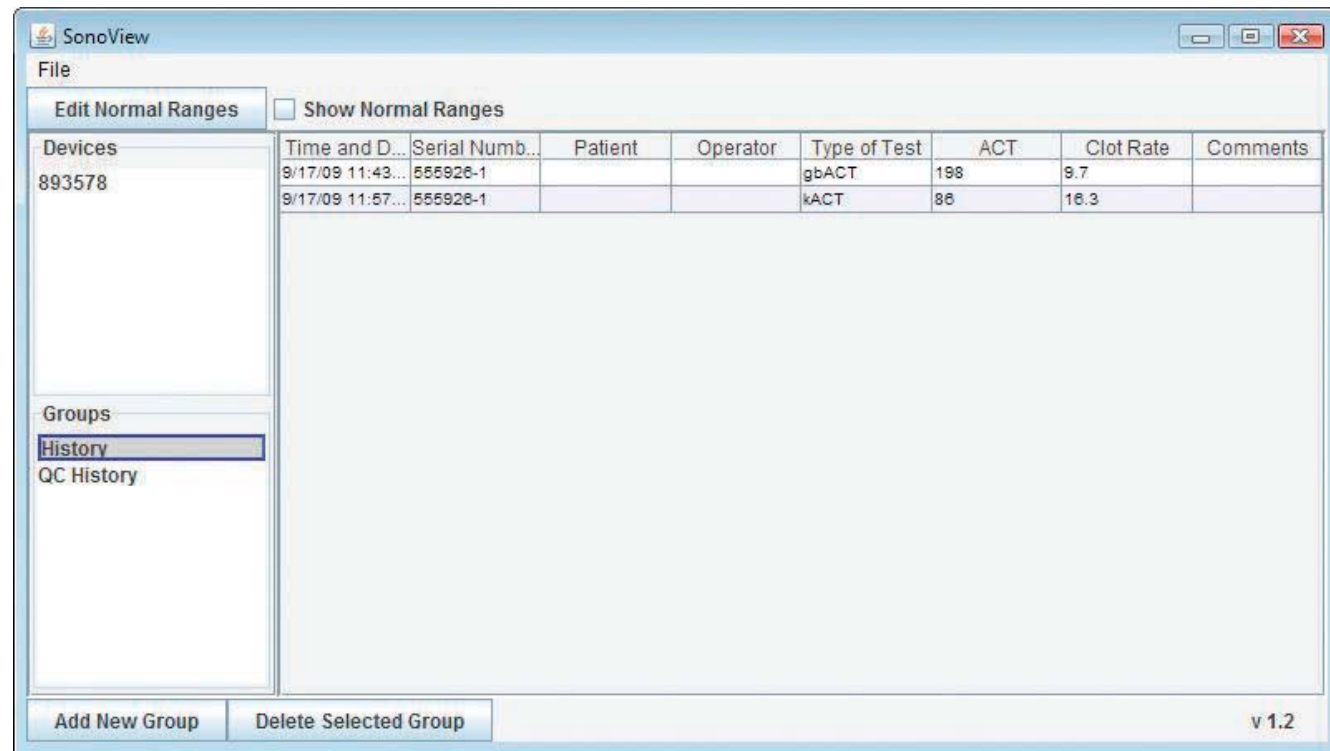 SonoView
File
Edit Normal Ranges Show Normal Ranges
Devices
893578
Time and D... Serial Numb... Patient Operator Type of Test ACT Clot Rate Comments
9/17/09 11:43... 555926-1 gbACT 198 9.7
9/17/09 11:57... 555926-1 kACT 86 16.3
Groups
History
QC History
Add New Group Delete Selected Group v 1.2